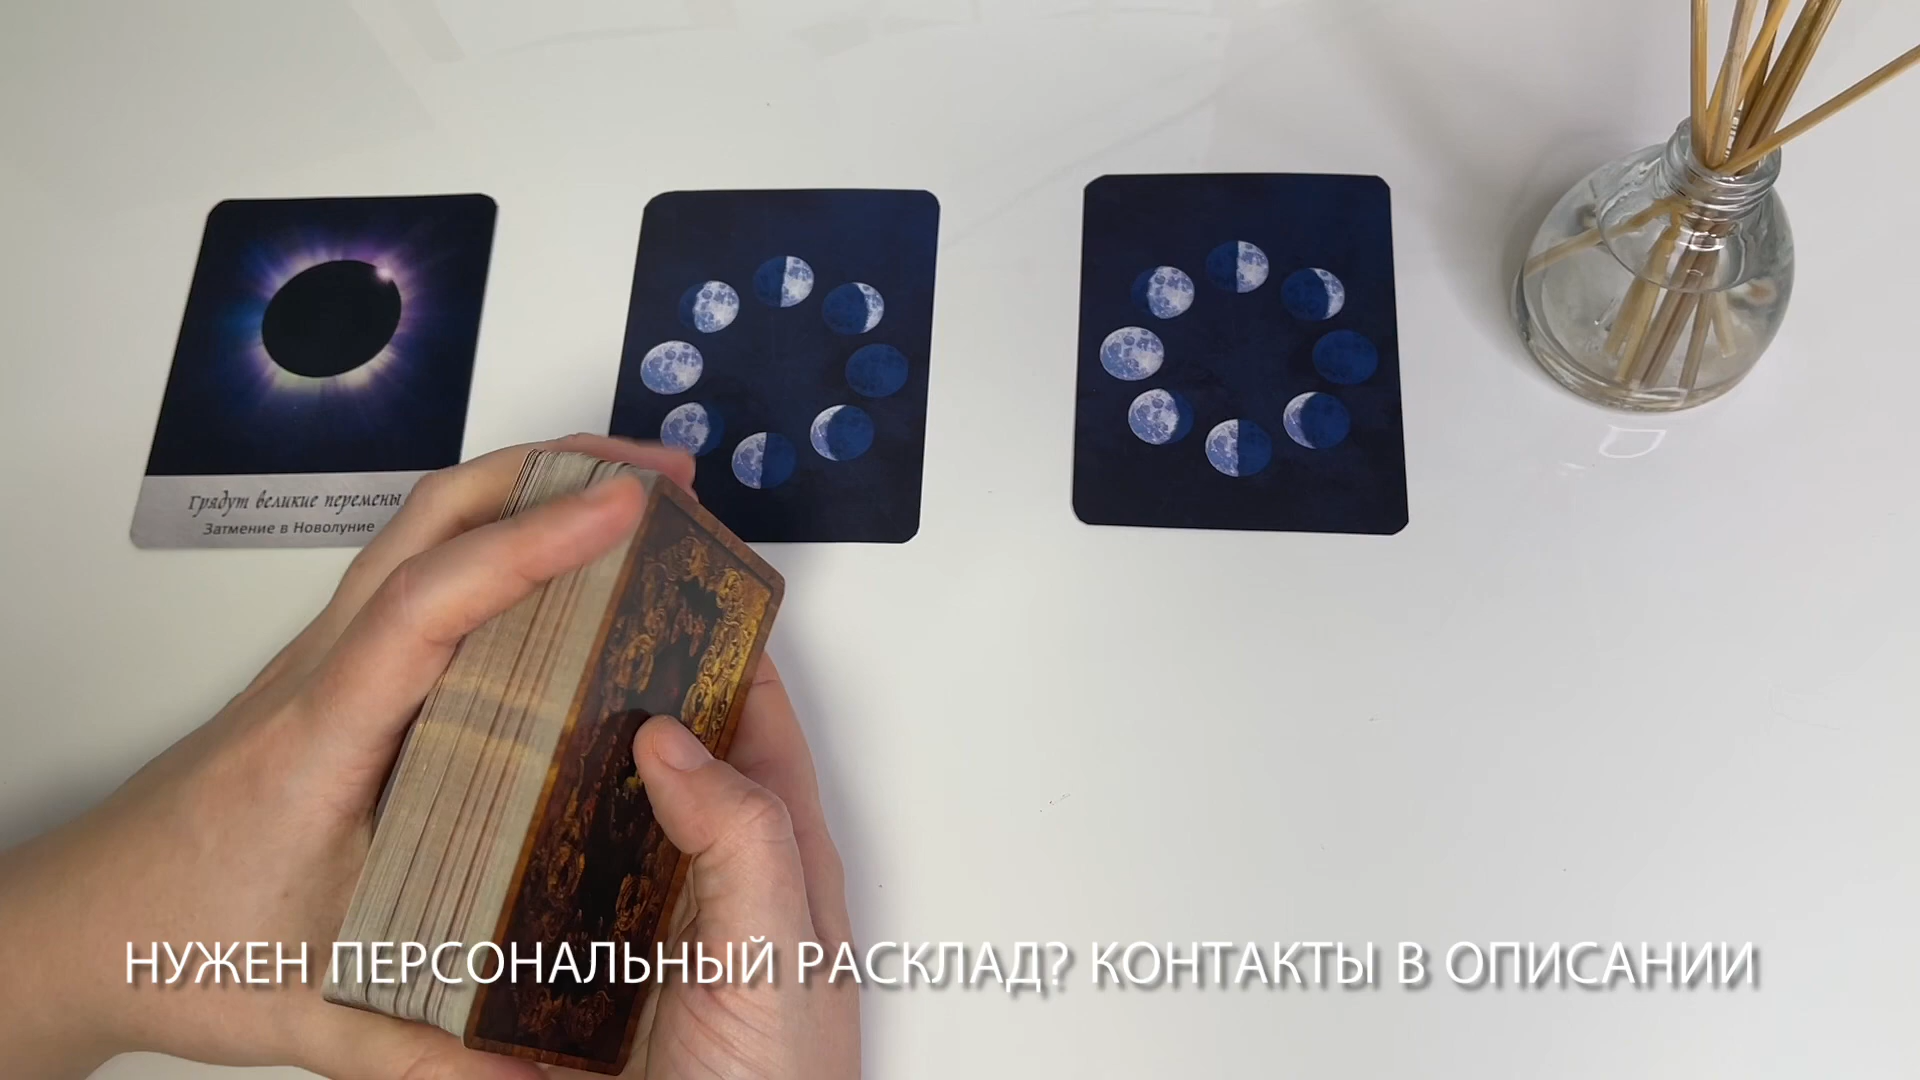 Грядут великие перемены
Затмение в Новолуние
НУЖЕН ПЕРСОНАЛЬНЫЙ РАСКЛАД? КОНТАКТЫ В ОПИСАНИИ